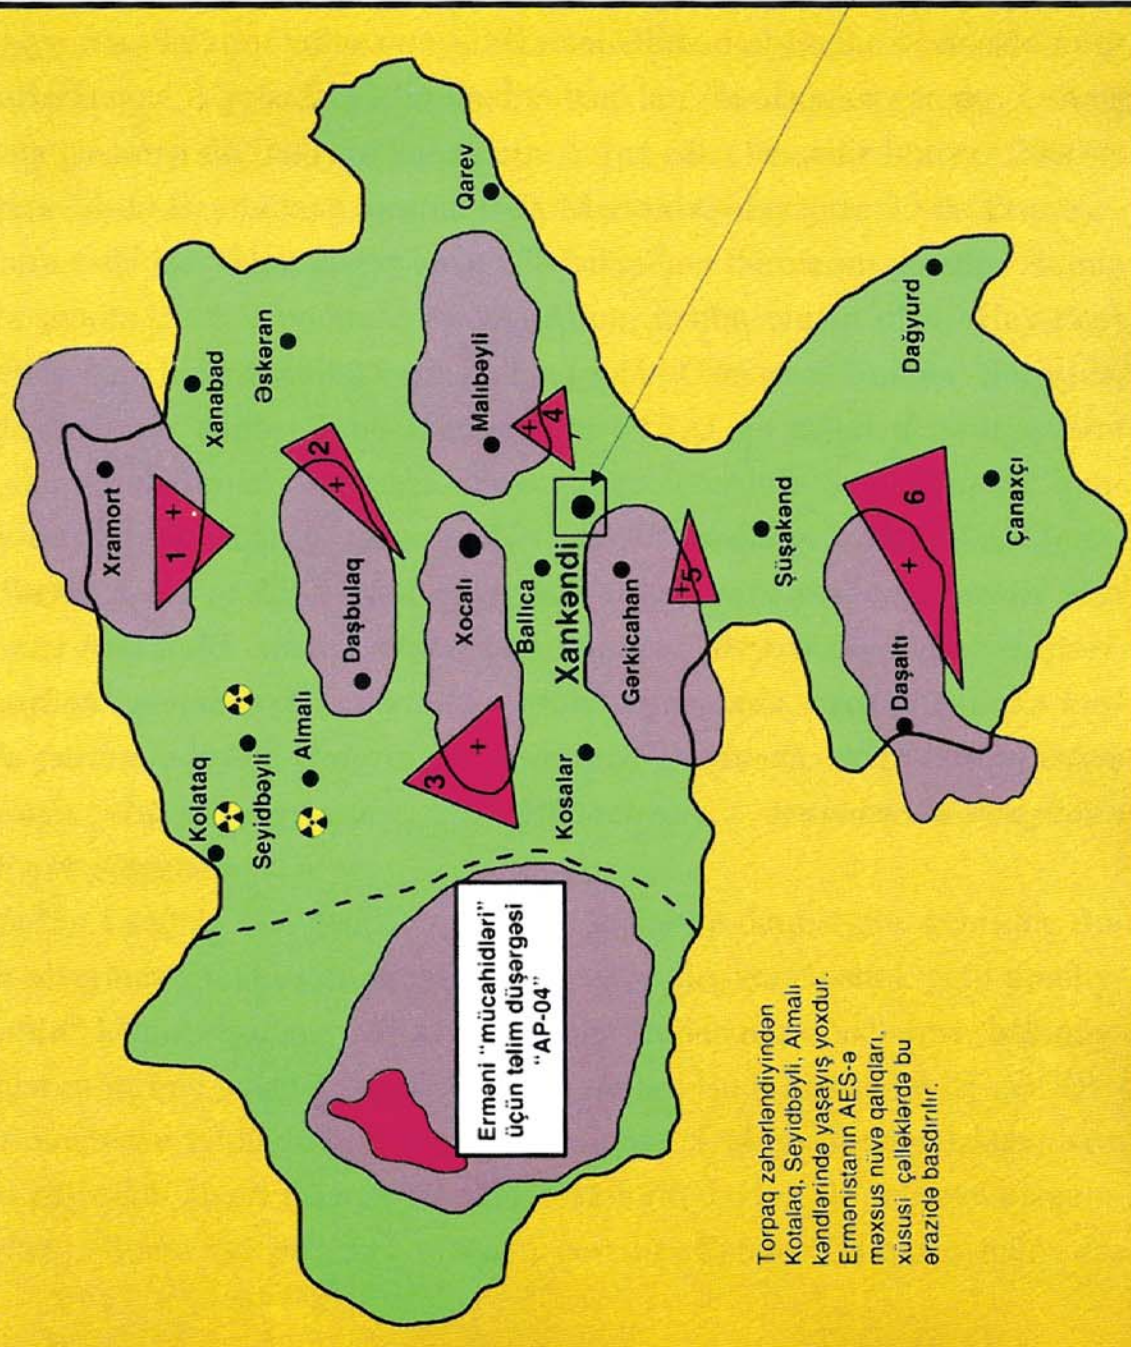 Kolataq
Seyidbəyli
Almalı
Xramort
Xanabad
Əskəran
Daşbulaq
Qarev
Malıbəyli
Xocalı
Ballıca
Xankəndi
Kosalar
Gərkicahan
Şüşakənd
Daşaltı
Çanaxçı
Dağyurd
1 +
2 +
3 +
4 +
+5
6 +
Erməni "mücahidləri"
üçün təlim düşərgəsi
"AP-04"
Torpaq zəhərləndiyindən
Kotalaq, Seyidbəyli, Almalı
kəndlərində yaşayış yoxdur.
Ermənistanın AES-ə
məxsus nüvə qalıqları,
xüsusi çəlləklərdə bu
ərazidə basdırılır.